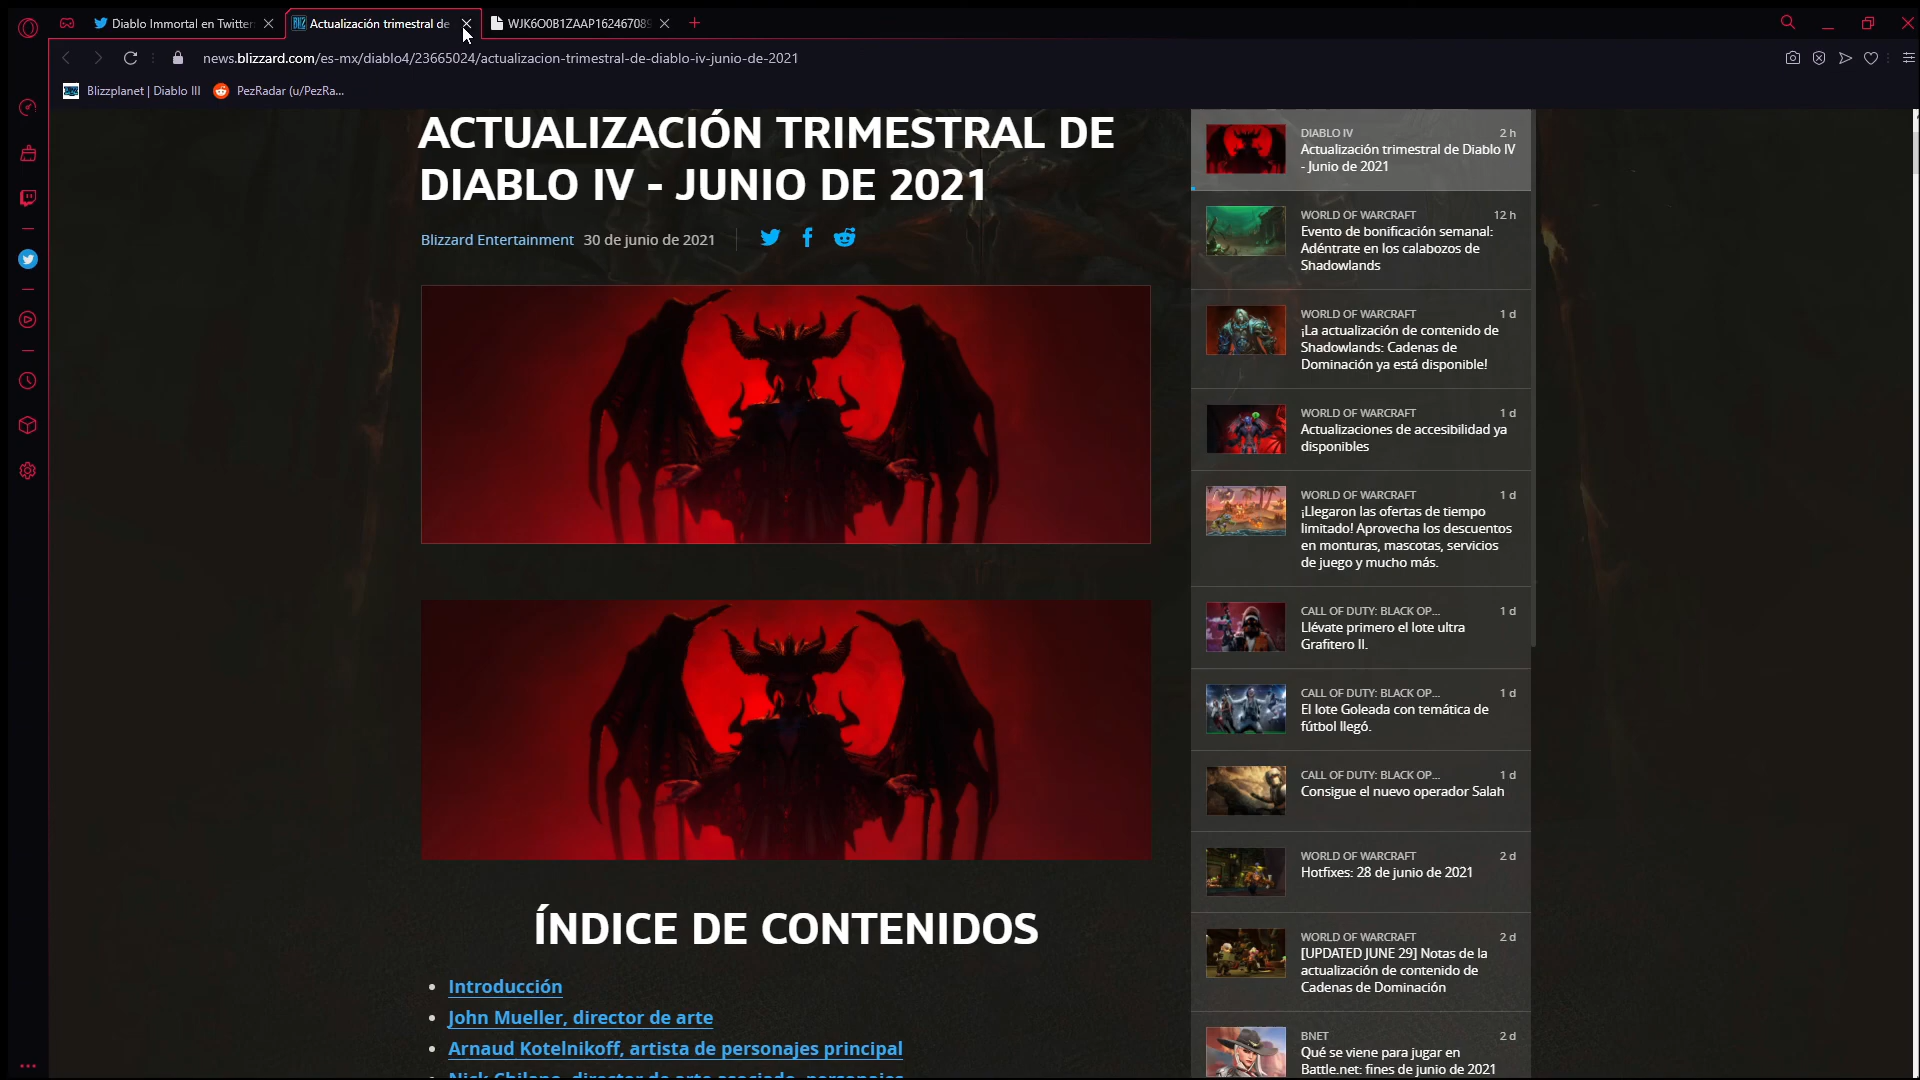 Diablo Immortal en Twitter
Actualización trimestral de
WJK6O0B1ZAAP162467089
news.blizzard.com/es-mx/diablo4/23665024/actualizacion-trimestral-de-diablo-iv-junio-de-2021
Blizzplanet | Diablo III
PezRadar (u/PezRa...
ACTUALIZACIÓN TRIMESTRAL DE
DIABLO IV - JUNIO DE 2021
Blizzard Entertainment 30 de junio de 2021
ÍNDICE DE CONTENIDOS
Introducción
John Mueller, director de arte
Arnaud Kotelnikoff, artista de personajes principal
DIABLO IV 2 h
Actualización trimestral de Diablo IV
- Junio de 2021
WORLD OF WARCRAFT 12 h
Evento de bonificación semanal:
Adéntrate en los calabozos de
Shadowlands
WORLD OF WARCRAFT 1 d
¡La actualización de contenido de
Shadowlands: Cadenas de
Dominación ya está disponible!
WORLD OF WARCRAFT 1 d
Actualizaciones de accesibilidad ya
disponibles
WORLD OF WARCRAFT 1 d
¡Llegaron las ofertas de tiempo
limitado! Aprovecha los descuentos
en monturas, mascotas, servicios
de juego y mucho más.
CALL OF DUTY: BLACK OP... 1 d
Llévate primero el lote ultra
Grafitero II.
CALL OF DUTY: BLACK OP... 1 d
El lote Goleada con temática de
fútbol llegó.
CALL OF DUTY: BLACK OP... 1 d
Consigue el nuevo operador Salah
WORLD OF WARCRAFT 2 d
Hotfixes: 28 de junio de 2021
WORLD OF WARCRAFT 2 d
[UPDATED JUNE 29] Notas de la
actualización de contenido de
Cadenas de Dominación
BNET 2 d
Qué se viene para jugar en
Battle.net: fines de junio de 2021